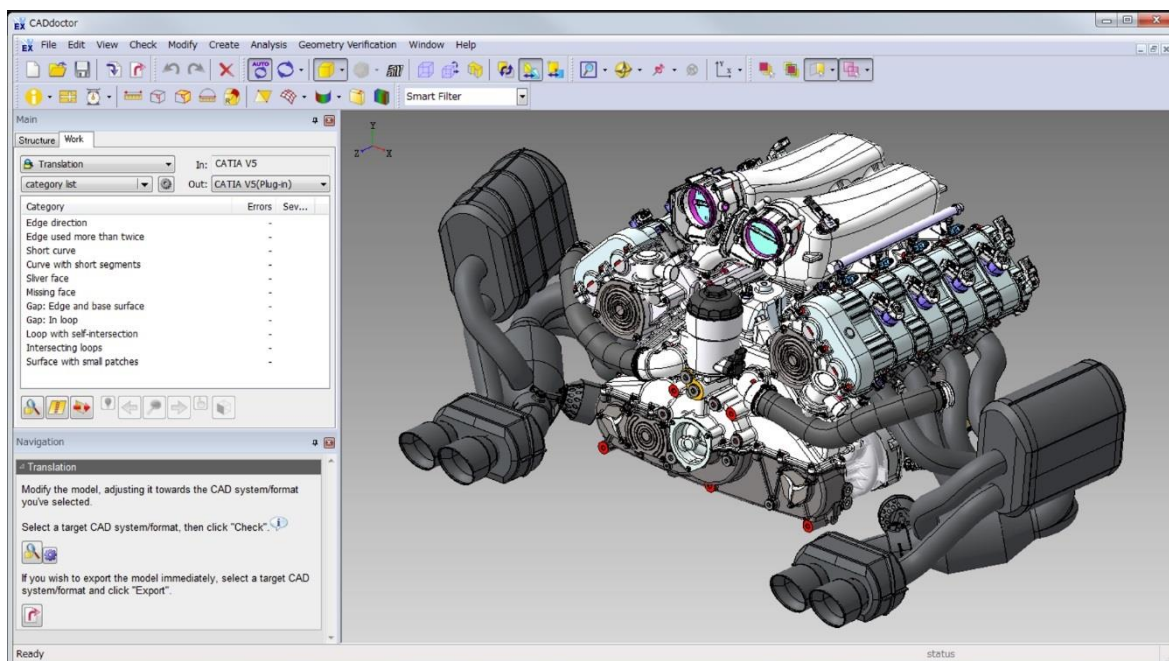 EX CADdoctor
EX File Edit View Check Modify Create Analysis Geometry Verification Window Help
AUTO
Smart Filter
Main
Structure Work
Translation In: CATIA V5
category list Out: CATIA V5(Plug-in)
Category Errors Sev...
Edge direction -
Edge used more than twice -
Short curve -
Curve with short segments -
Sliver face -
Missing face -
Gap: Edge and base surface -
Gap: In loop -
Loop with self-intersection -
Intersecting loops -
Surface with small patches -
Navigation
Translation
Modify the model, adjusting it towards the CAD system/format
you've selected.
Select a target CAD system/format, then click "Check".
If you wish to export the model immediately, select a target CAD
system/format and click "Export".
Y
Z X
Ready status